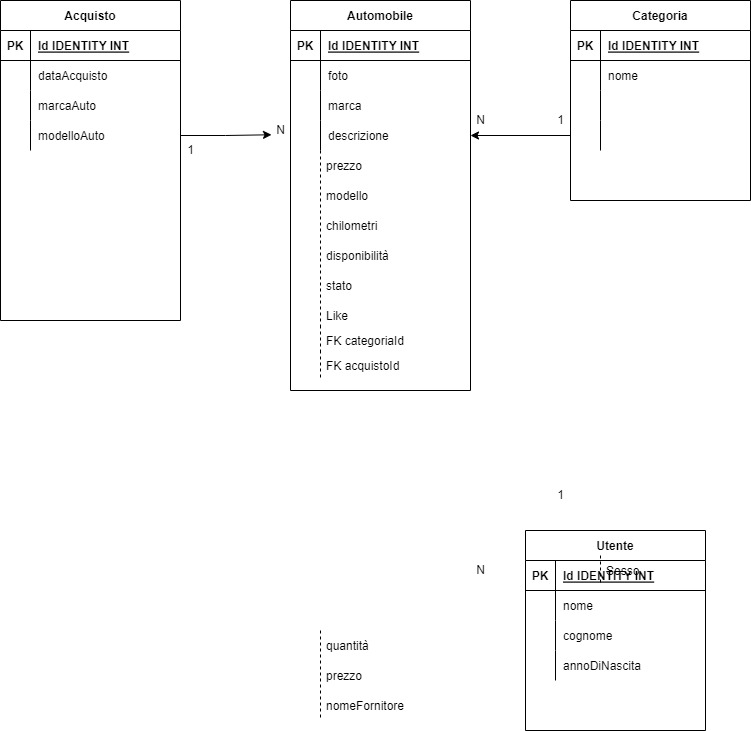 Acquisto
PK Id IDENTITY INT
dataAcquisto
marcaAuto
modelloAuto
1
N
Automobile
PK Id IDENTITY INT
foto
marca
descrizione
prezzo
modello
chilometri
disponibilità
stato
Like
FK categoriaId
FK acquistoId
N
1
Categoria
PK Id IDENTITY INT
nome
1
N
Utente
Sesso
PK Id IDENTITY INT
nome
cognome
annoDiNascita
quantità
prezzo
nomeFornitore